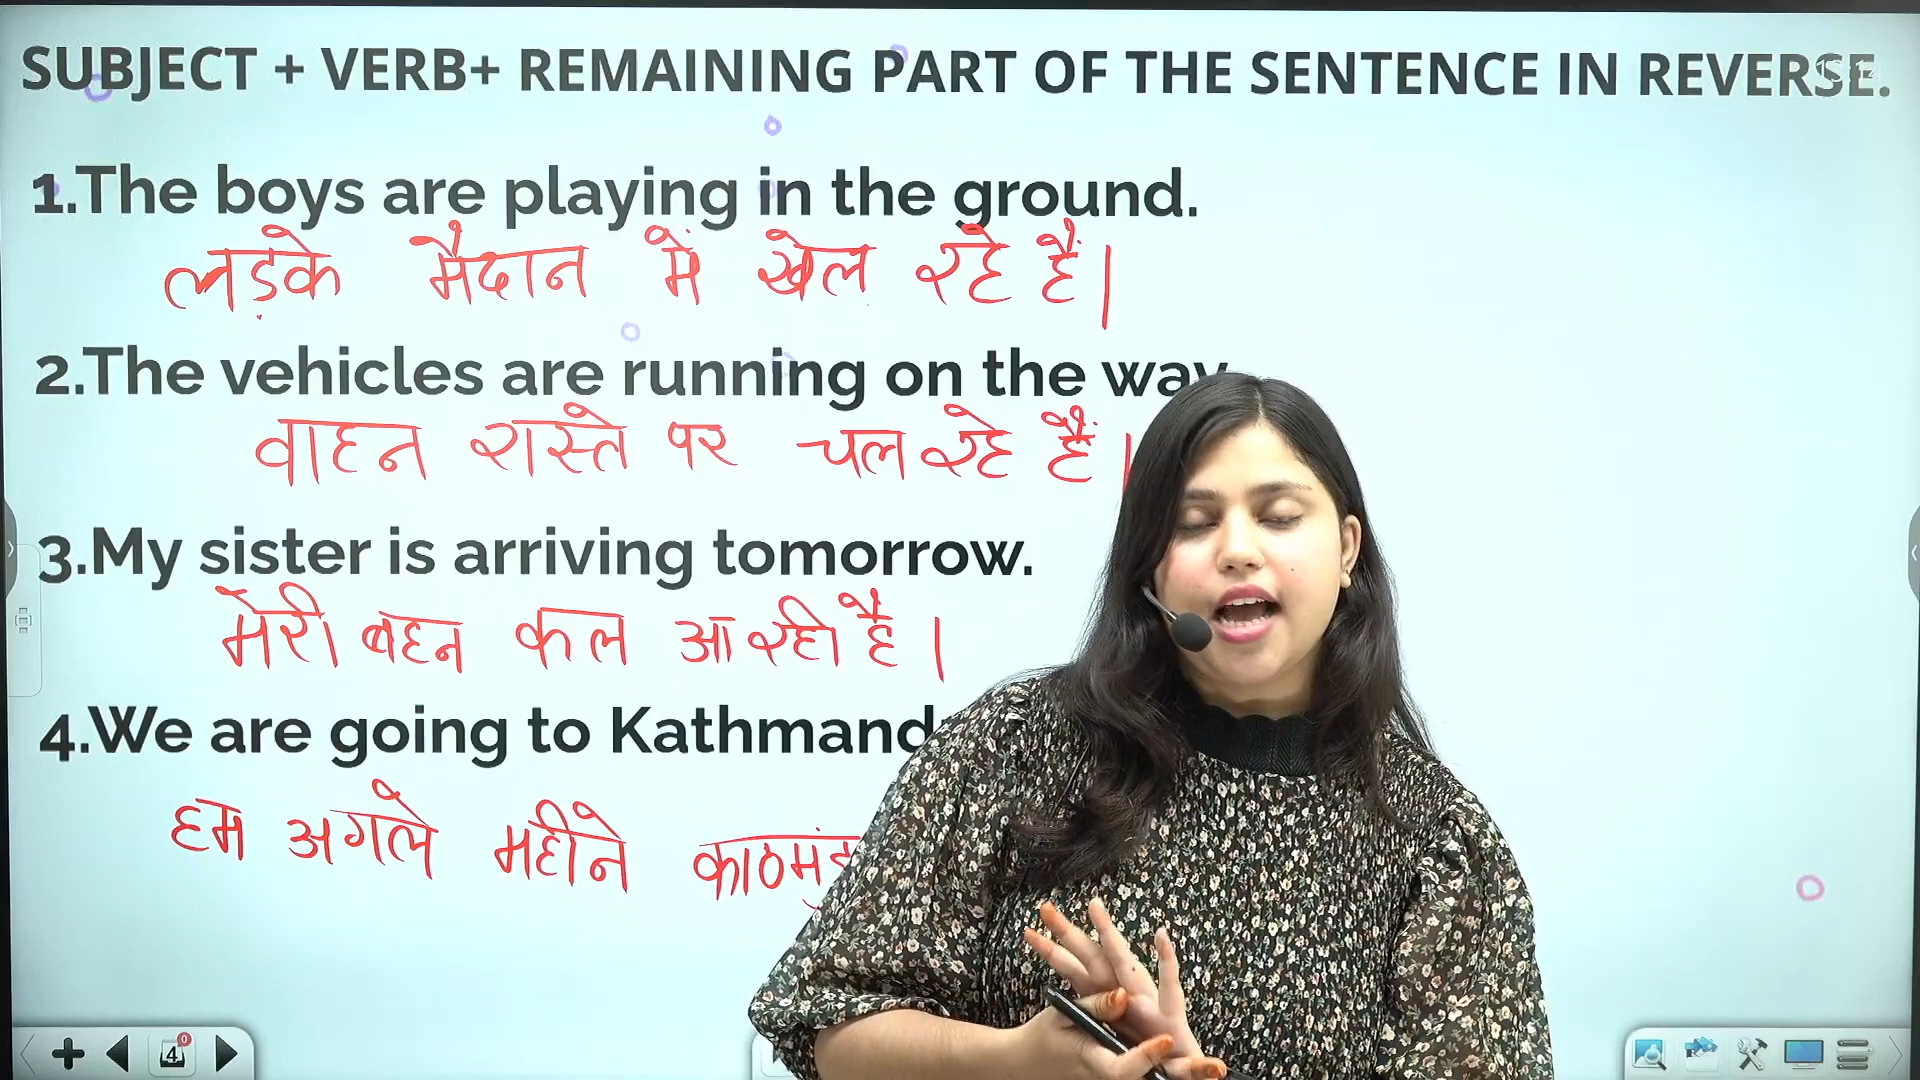 SUBJECT + VERB+ REMAINING PART OF THE SENTENCE IN REVERSE.
1.The boys are playing in the ground.
लड़के मैदान में खेल रहे हैं।
2.The vehicles are running on the way
वाहन रास्ते पर चल रहे हैं।
3.My sister is arriving tomorrow.
मेरी बहन कल आ रही है।
4.We are going to
हम अगले महीने
4
0